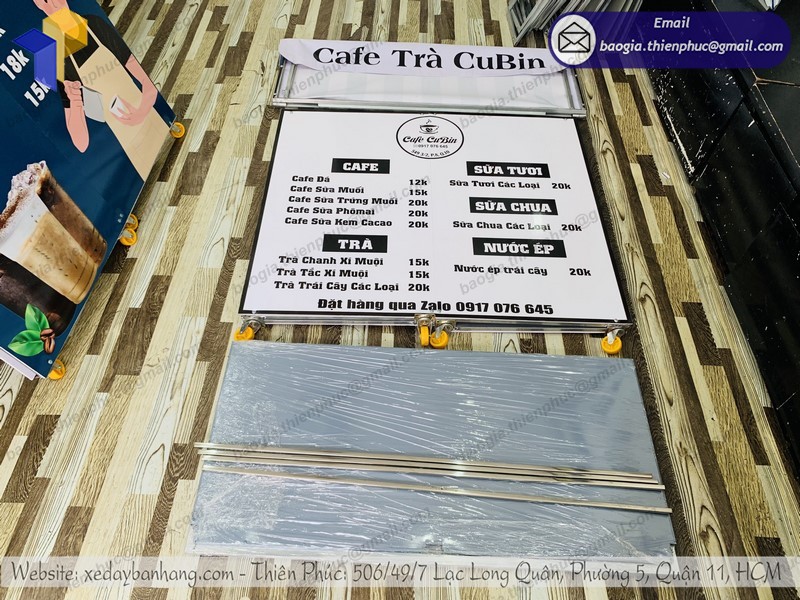 Email
baogia.thienphuc@gmail.com
18k
15k
Cafe Trà CuBin
Cafe CuBin
0917 076 645
CAFE
Cafe Đá 12k
Cafe Sữa Muối 15k
Cafe Sữa Trứng Muối 20k
Cafe Sữa Phômai 20k
Cafe Sữa Kem Cacao 20k
TRÀ
Trà Chanh Xí Muội 15k
Trà Tắc Xí Muội 15k
Trà Trái Cây Các Loại 20k
SỮA TƯƠI
Sữa Tươi Các Loại 20k
SỮA CHUA
Sữa Chua Các Loại 20k
NƯỚC ÉP
Nước ép trái cây 20k
Đặt hàng qua Zalo 0917 076 645
Website: xedaybanhang.com - Thiên Phúc: 506/49/7 Lạc Long Quân, Phường 5, Quận 11, HCM